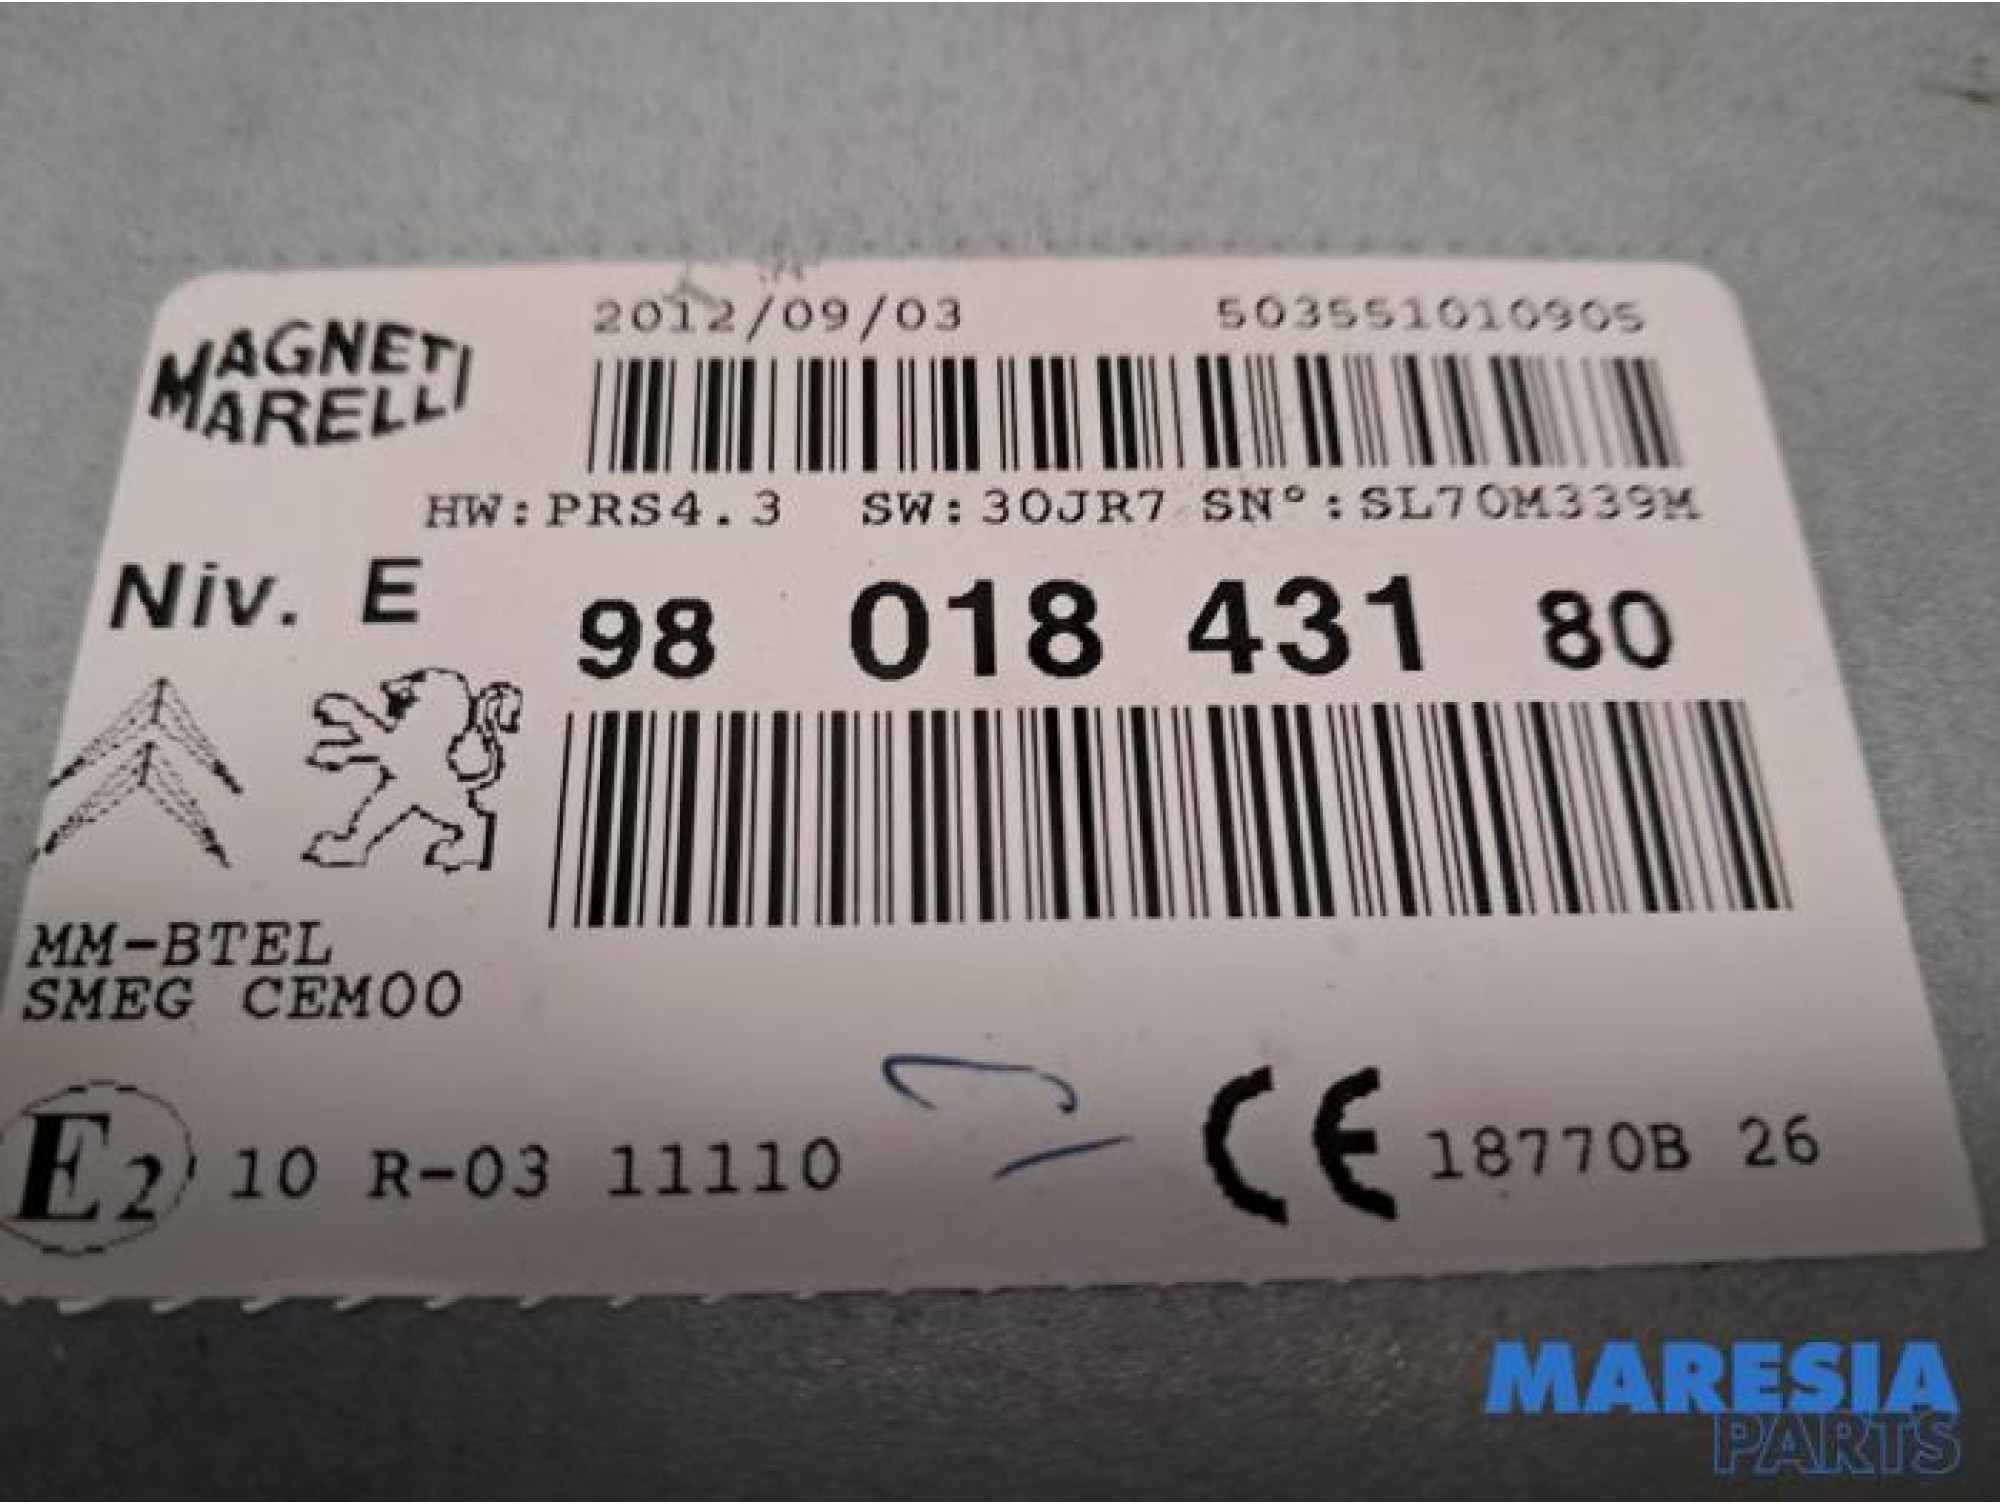 MAGNETI
MARELLI
2012/09/03 503551010905
HW:PRS4.3 SW:30JR7 SN°:SL70M339M
Niv. E
98 018 431 80
MM-BTEL
SMEG CEM00
E2 10 R-03 11110
CE 18770B 26
MARESIA
PARTS